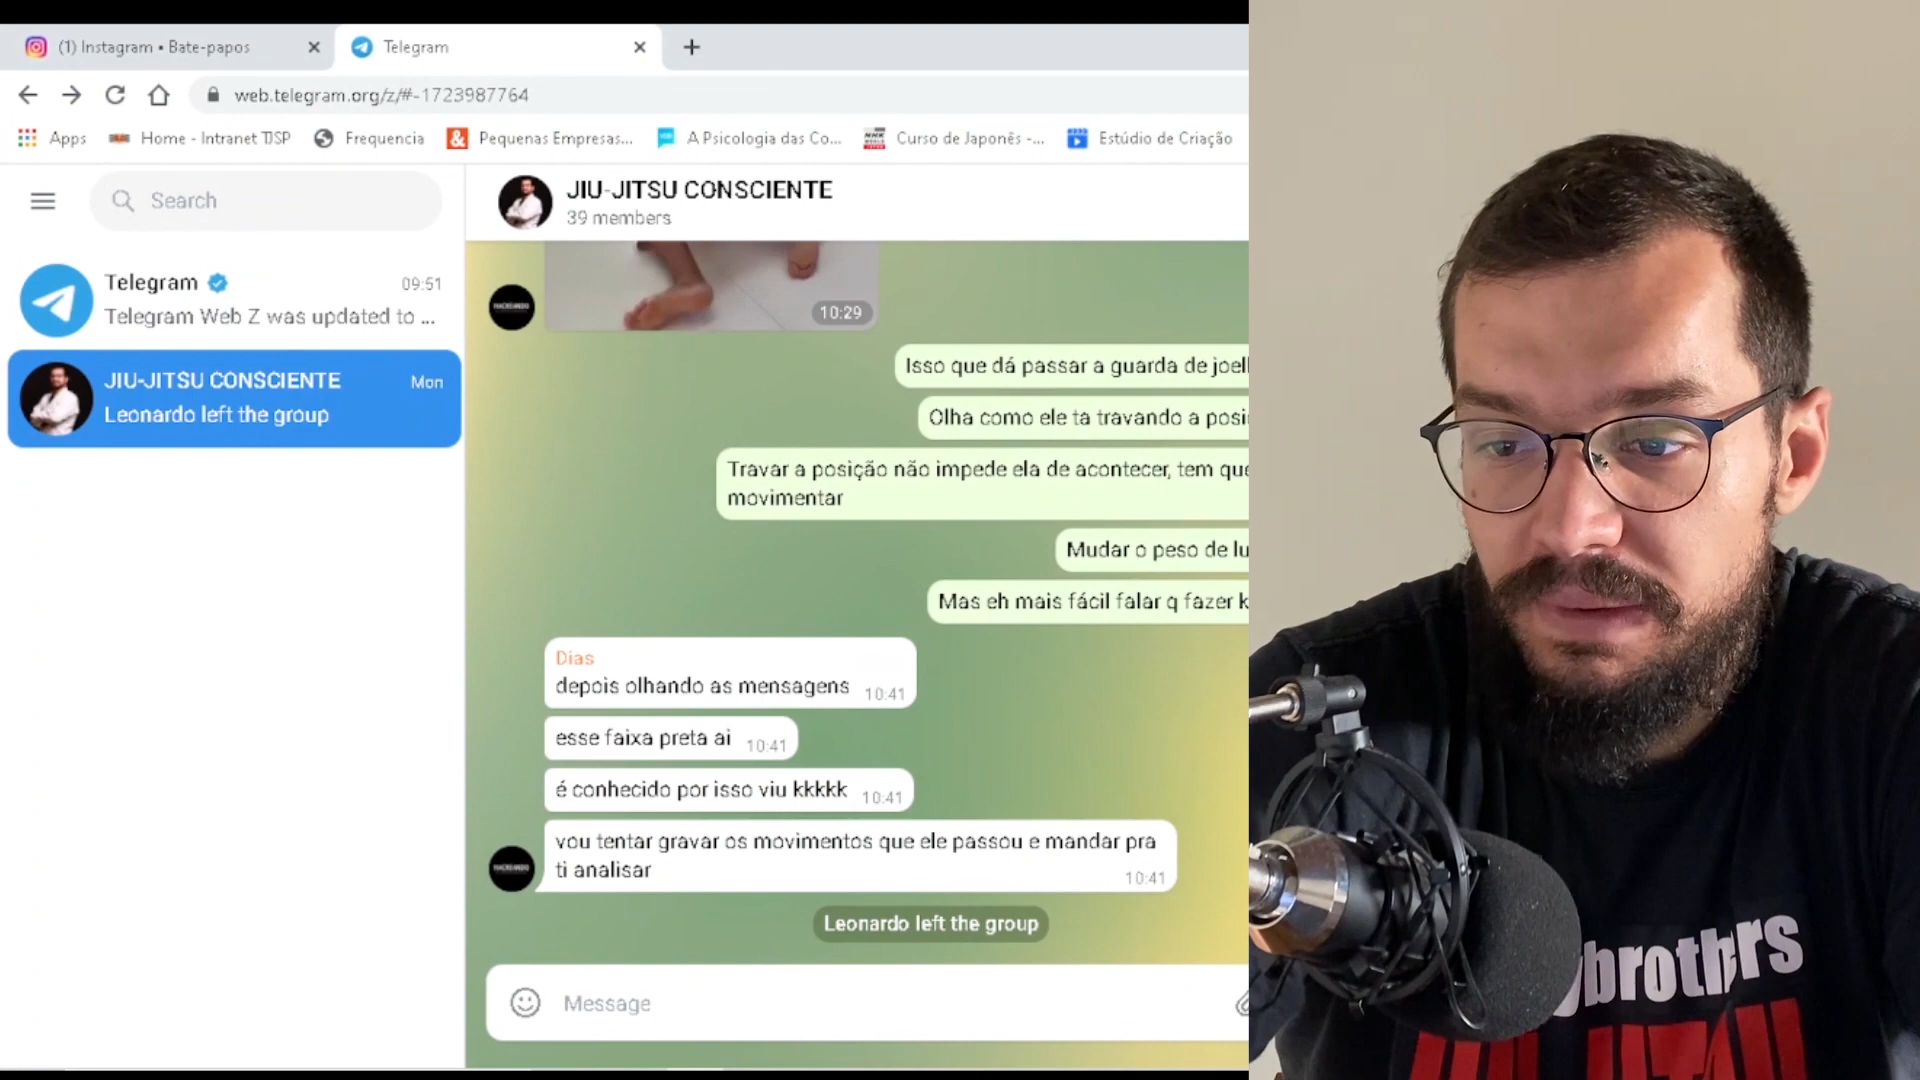 (1) Instagram • Bate-papos
Telegram
web.telegram.org/z/#-1723987764
Apps
Home - Intranet TJSP
Frequencia
Pequenas Empresas...
A Psicologia das Co...
Curso de Japonês -...
Estúdio de Criação
Search
Telegram
09:51
Telegram Web Z was updated to ...
JIU-JITSU CONSCIENTE
Mon
Leonardo left the group
JIU-JITSU CONSCIENTE
39 members
10:29
Isso que dá passar a guarda de
Olha como ele ta travando a
Travar a posição não impede ela de acontecer, tem
movimentar
Mudar o peso de
Mas eh mais fácil falar q fazer
Dias
depois olhando as mensagens 10:41
esse faixa preta ai 10:41
é conhecido por isso viu kkkkk 10:41
vou tentar gravar os movimentos que ele passou e mandar pra
ti analisar
10:41
Leonardo left the group
Message